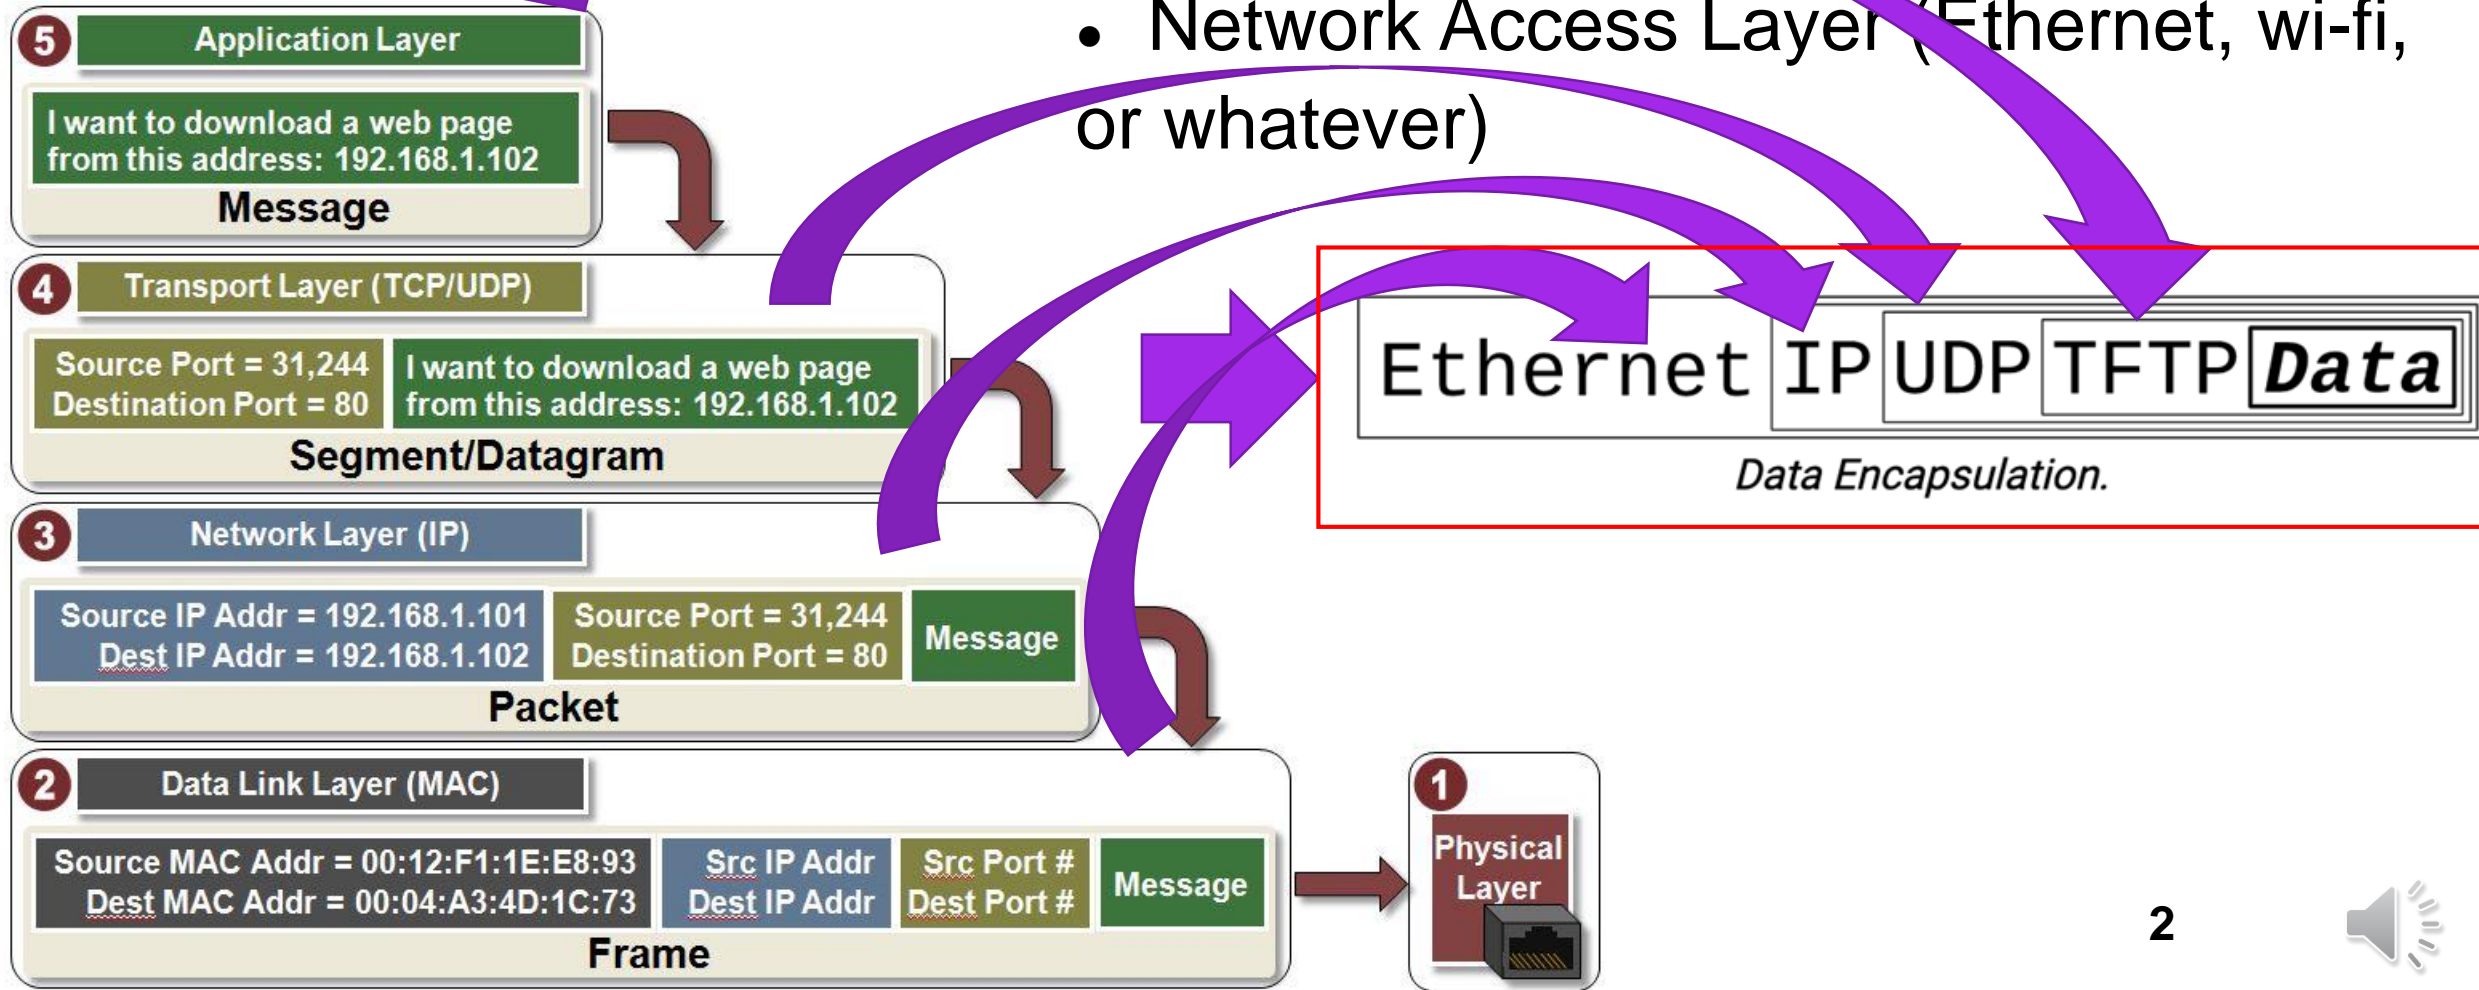 • Network Access Layer (Ethernet, wi-fi,
or whatever)
5
Application Layer
I want to download a web page
from this address: 192.168.1.102
Message
4
Transport Layer (TCP/UDP)
Source Port = 31,244
Destination Port = 80
I want to download a web page
from this address: 192.168.1.102
Segment/Datagram
3
Network Layer (IP)
Source IP Addr = 192.168.1.101
Dest IP Addr = 192.168.1.102
Source Port = 31,244
Destination Port = 80
Message
Packet
2
Data Link Layer (MAC)
Source MAC Addr = 00:12:F1:1E:E8:93
Dest MAC Addr = 00:04:A3:4D:1C:73
Src IP Addr
Dest IP Addr
Src Port #
Dest Port #
Message
Frame
1
Physical
Layer
Ethernet IP UDP TFTP Data
Data Encapsulation.
2